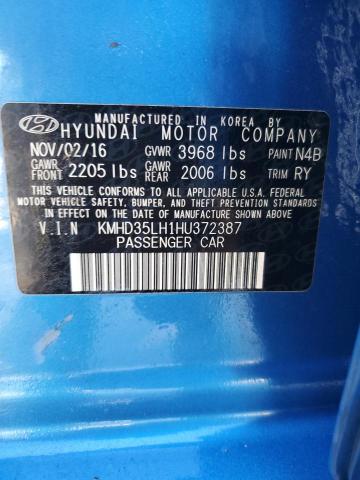 MANUFACTURED IN KOREA BY
HYUNDAI MOTOR COMPANY
NOV/02/16 GVWR 3968 lbs PAINT N4B
GAWR FRONT 2205 lbs GAWR REAR 2006 lbs TRIM RY
THIS VEHICLE CONFORMS TO ALL APPLICABLE U.S.A. FEDERAL
MOTOR VEHICLE SAFETY, BUMPER, AND THEFT PREVENTION STANDARDS
IN EFFECT ON THE DATE OF MANUFACTURE SHOWN ABOVE.
V.I.N KMHD35LH1HU372387
PASSENGER CAR